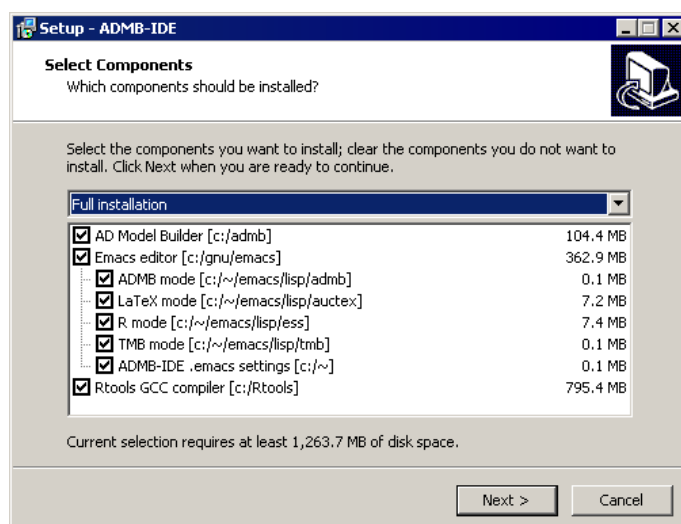 Setup - ADMB-IDE
Select Components
Which components should be installed?
Select the components you want to install; clear the components you do not want to
install. Click Next when you are ready to continue.
Full installation
AD Model Builder [c:/admb] 104.4 MB
Emacs editor [c:/gnu/emacs] 362.9 MB
ADMB mode [c:/~/emacs/lisp/admb] 0.1 MB
LaTeX mode [c:/~/emacs/lisp/auctex] 7.2 MB
R mode [c:/~/emacs/lisp/ess] 7.4 MB
TMB mode [c:/~/emacs/lisp/tmb] 0.1 MB
ADMB-IDE .emacs settings [c:/~] 0.1 MB
Rtools GCC compiler [c:/Rtools] 795.4 MB
Current selection requires at least 1,263.7 MB of disk space.
Next > Cancel